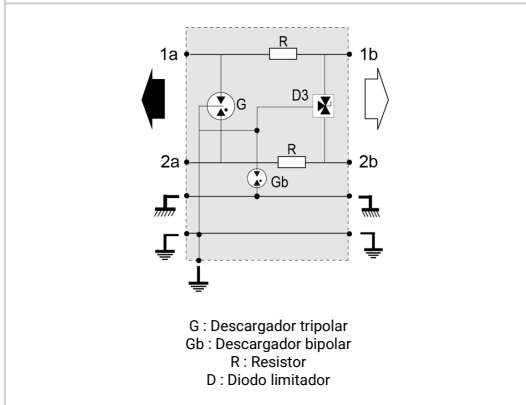 R
1a
1b
G
D3
R
2a
2b
Gb
G : Descargador tripolar
Gb : Descargador bipolar
R : Resistor
D : Diodo limitador